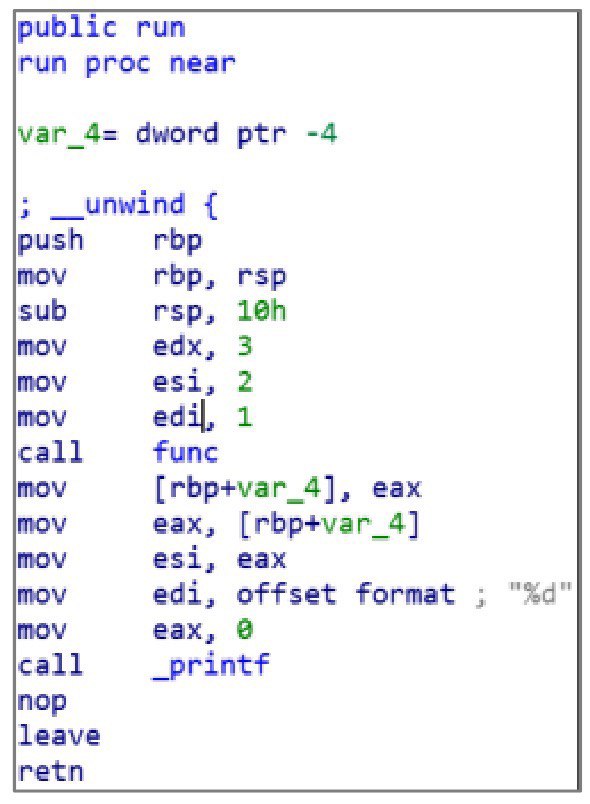 public run
run proc near
var_4= dword ptr -4
; __unwind {
push rbp
mov rbp, rsp
sub rsp, 10h
mov edx, 3
mov esi, 2
mov edi, 1
call func
mov [rbp+var_4], eax
mov eax, [rbp+var_4]
mov esi, eax
mov edi, offset format ; "%d"
mov eax, 0
call _printf
nop
leave
retn